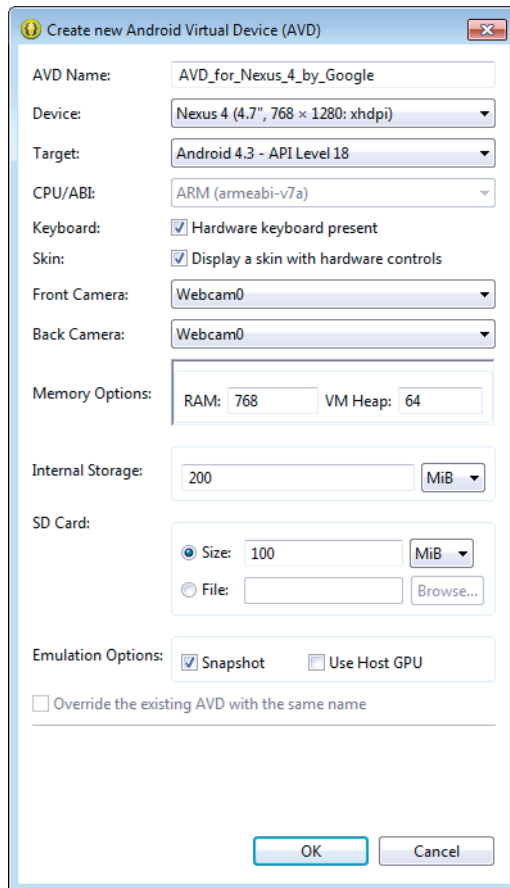 Create new Android Virtual Device (AVD)
AVD Name: AVD_for_Nexus_4_by_Google
Device: Nexus 4 (4.7", 768 × 1280: xhdpi)
Target: Android 4.3 - API Level 18
CPU/ABI: ARM (armeabi-v7a)
Keyboard: Hardware keyboard present
Skin: Display a skin with hardware controls
Front Camera: Webcam0
Back Camera: Webcam0
Memory Options: RAM: 768 VM Heap: 64
Internal Storage: 200 MiB
SD Card:
Size: 100 MiB
File: Browse...
Emulation Options: Snapshot Use Host GPU
Override the existing AVD with the same name
OK Cancel